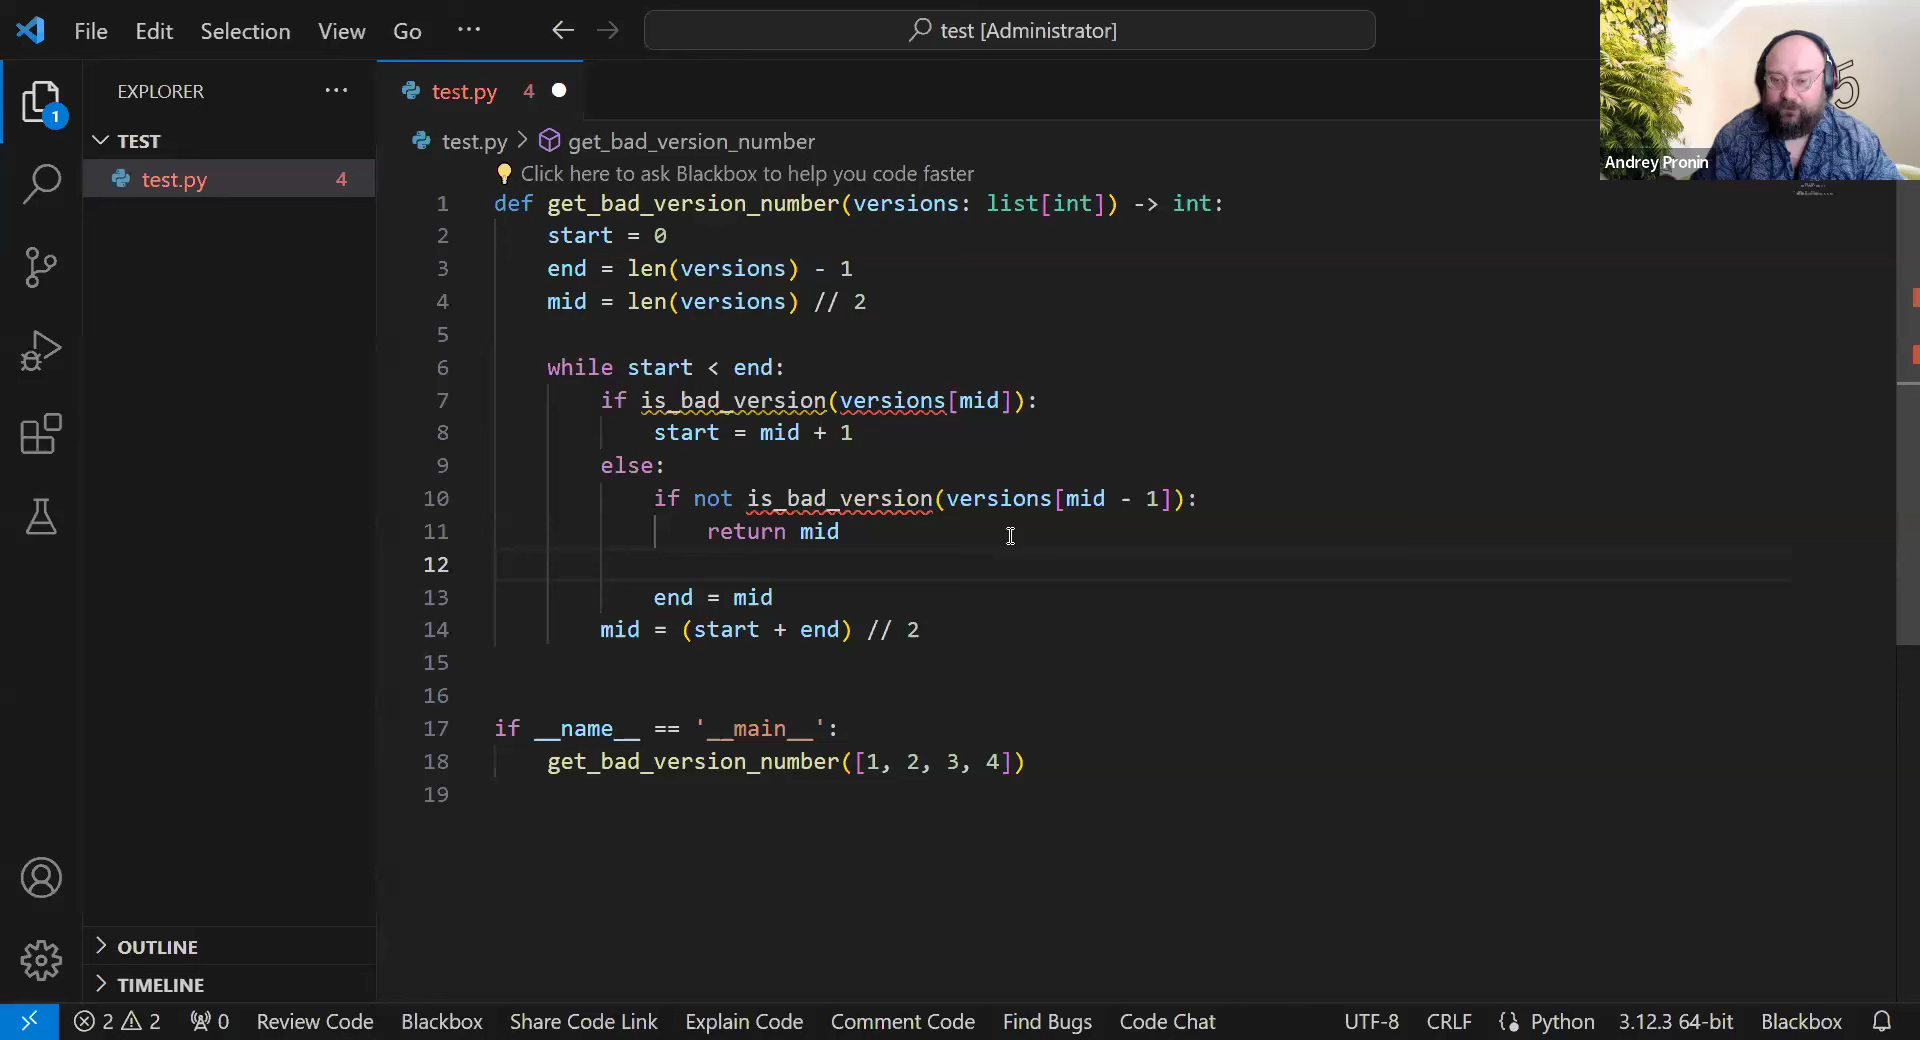 File Edit Selection View Go ··· test [Administrator]
EXPLORER ···
test.py 4
1
TEST
test.py 4
test.py > get_bad_version_number
Click here to ask Blackbox to help you code faster
1 def get_bad_version_number(versions: list[int]) -> int:
2 start = 0
3 end = len(versions) - 1
4 mid = len(versions) // 2
5
6 while start < end:
7 if is_bad_version(versions[mid]):
8 start = mid + 1
9 else:
10 if not is_bad_version(versions[mid - 1]):
11 return mid
12
13 end = mid
14 mid = (start + end) // 2
15
16
17 if __name__ == '__main__':
18 get_bad_version_number([1, 2, 3, 4])
19
Andrey Pronin
5
OUTLINE
TIMELINE
2 2 0 Review Code Blackbox Share Code Link Explain Code Comment Code Find Bugs Code Chat UTF-8 CRLF Python 3.12.3 64-bit Blackbox